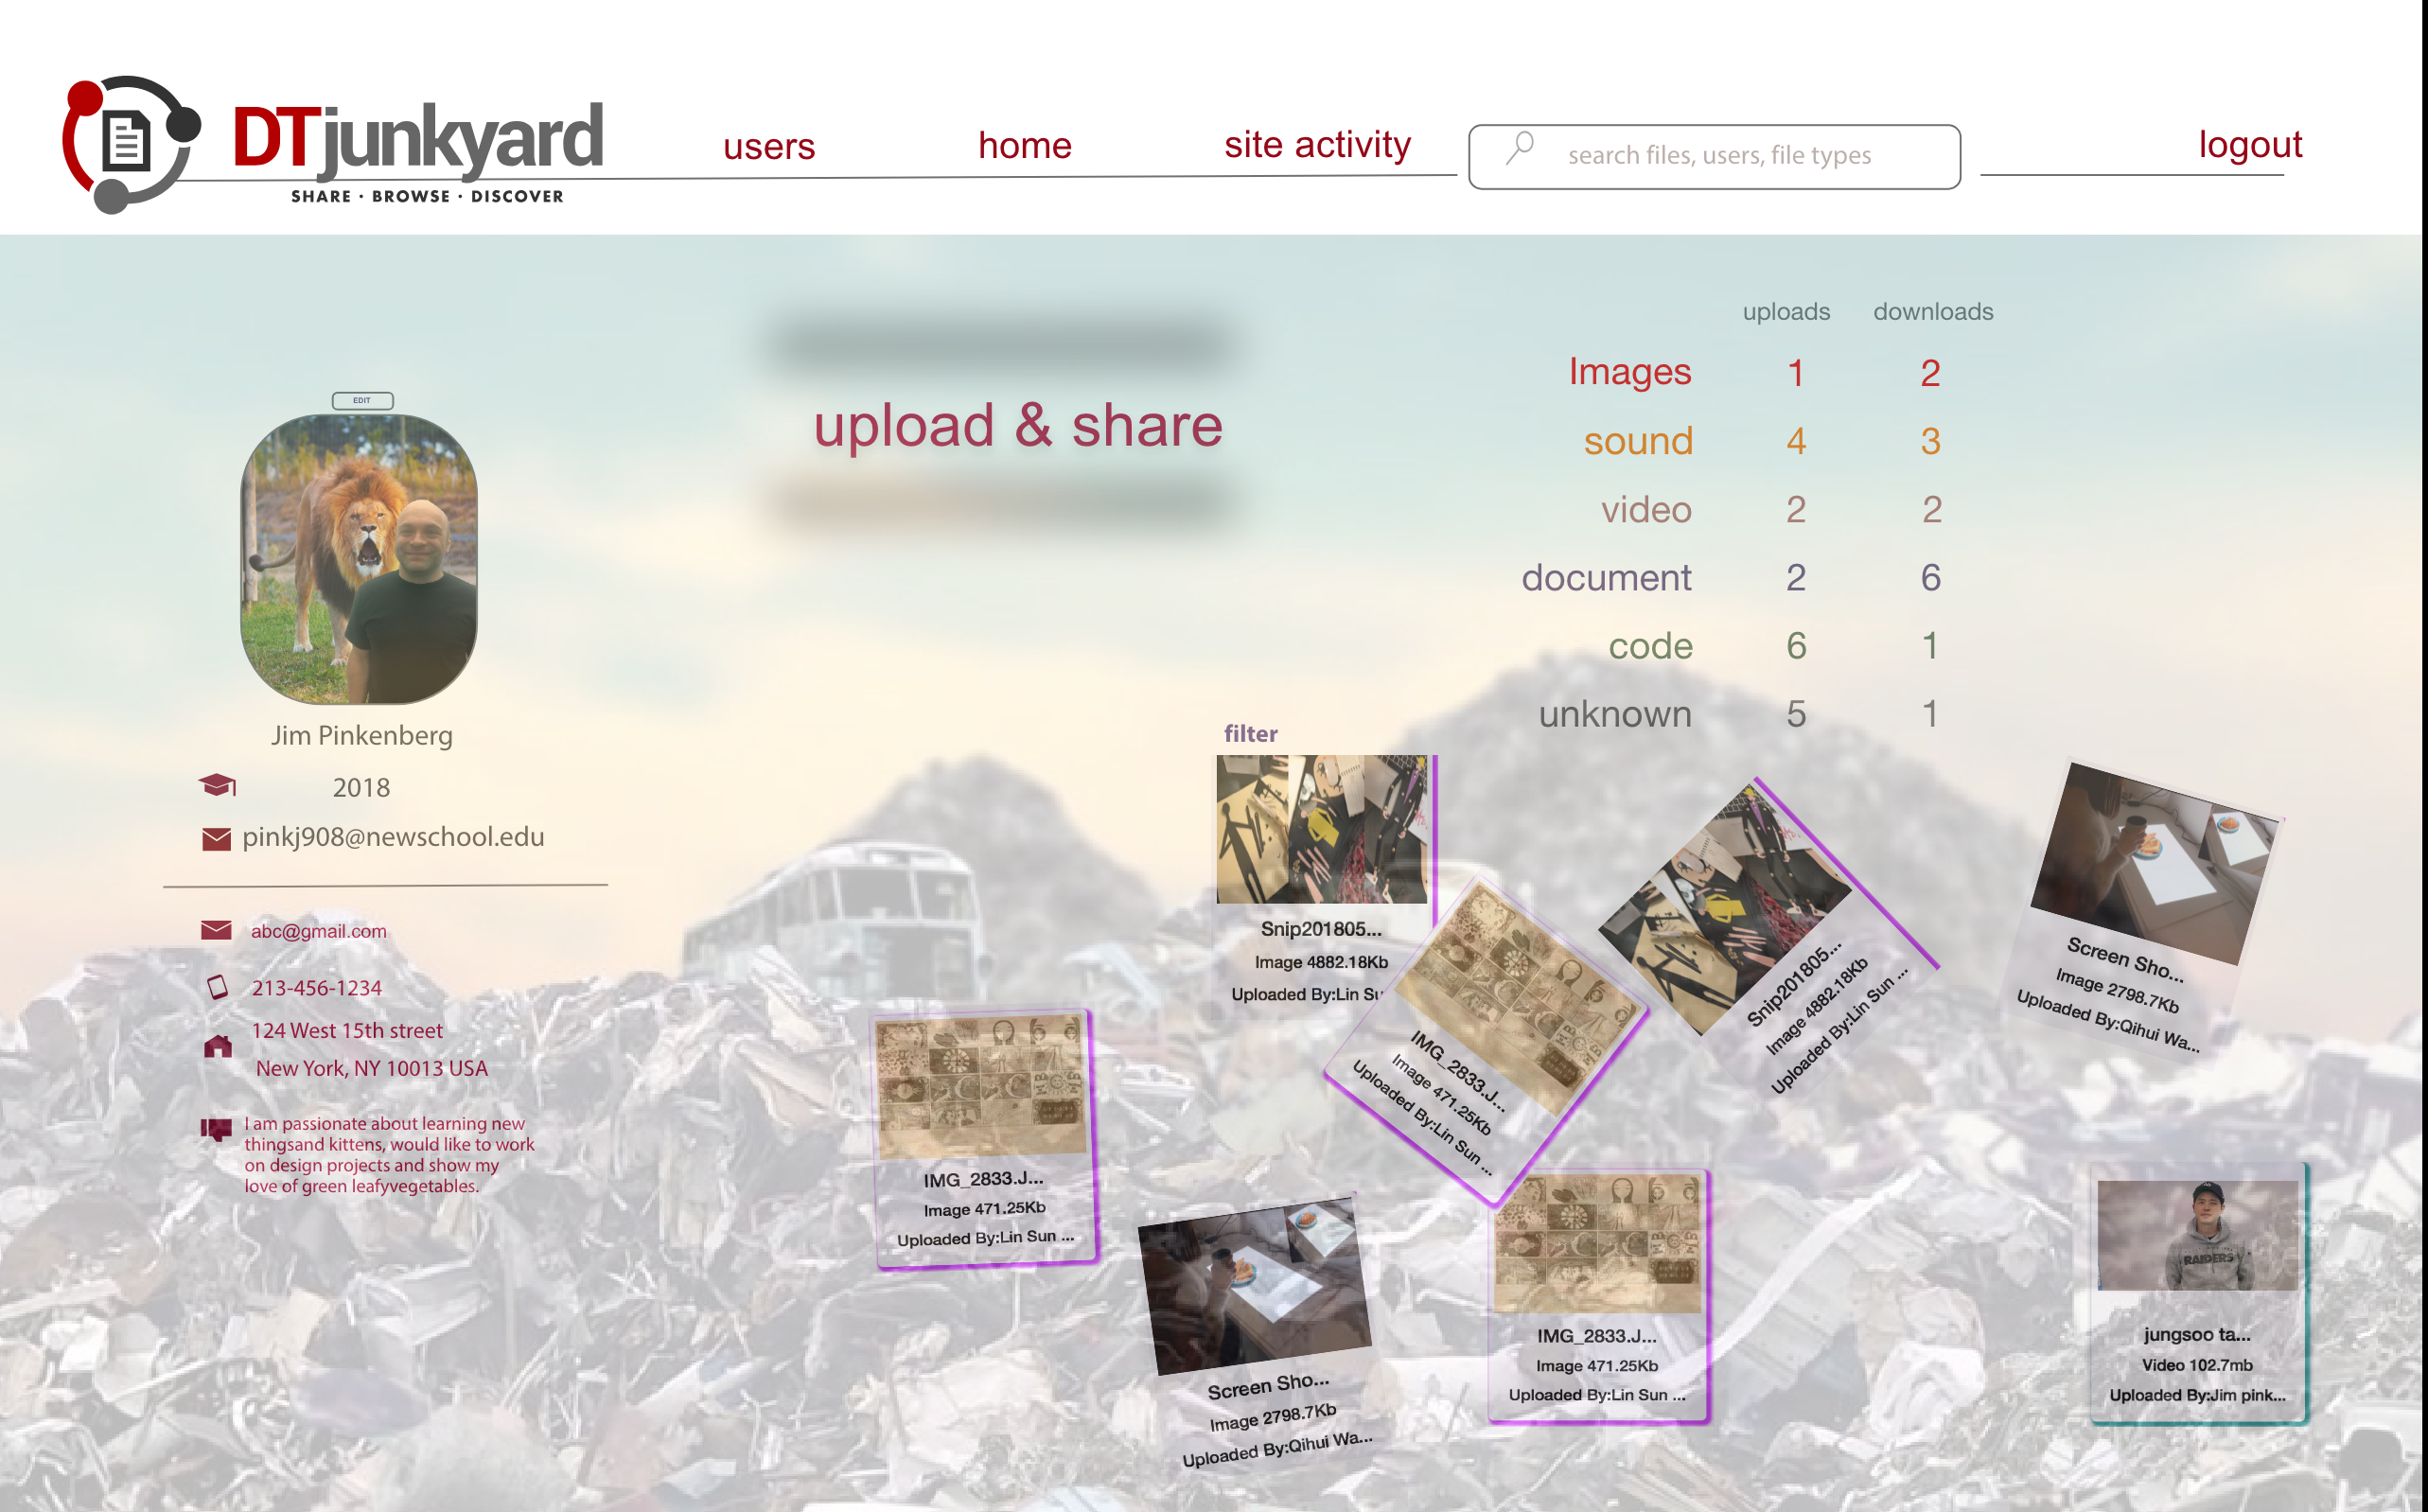 DTjunkyard
SHARE · BROWSE · DISCOVER
users
home
site activity
search files, users, file types
logout
EDIT
Jim Pinkenberg
2018
pinkj908@newschool.edu
abc@gmail.com
213-456-1234
124 West 15th street
New York, NY 10013 USA
I am passionate about learning new
thingsand kittens, would like to work
on design projects and show my
love of green leafyvegetables.
upload & share
uploads downloads
Images 1 2
sound 4 3
video 2 2
document 2 6
code 6 1
unknown 5 1
filter
Snip201805...
Image 4882.18Kb
Uploaded By:Lin Su
IMG_2833.J...
Image 471.25Kb
Uploaded By:Lin Sun ...
Snip201805...
Image 4882.18Kb
Uploaded By:Lin Sun ...
Screen Sho...
Image 2798.7Kb
Uploaded By:Qihui Wa...
IMG_2833.J...
Image 471.25Kb
Uploaded By:Lin Sun ...
Screen Sho...
Image 2798.7Kb
Uploaded By:Qihui Wa...
IMG_2833.J...
Image 471.25Kb
Uploaded By:Lin Sun ...
RAIDERS
jungsoo ta...
Video 102.7mb
Uploaded By:Jim pink...